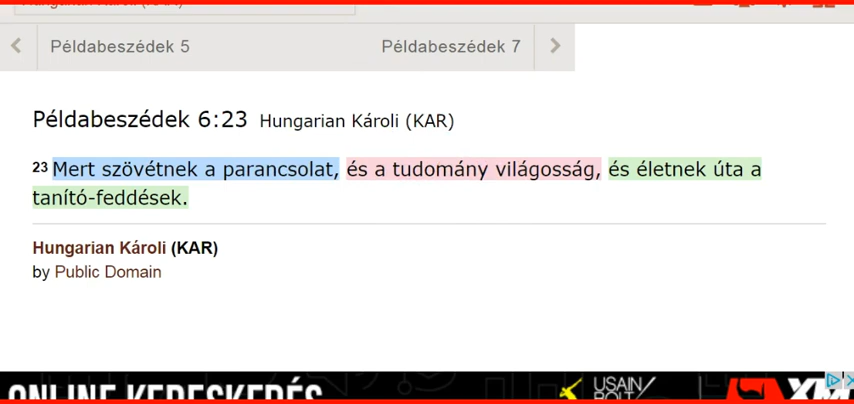 Példabeszédek 5
Példabeszédek 7
Példabeszédek 6:23 Hungarian Károli (KAR)
23 Mert szövétnek a parancsolat, és a tudomány világosság, és életnek úta a
tanító-feddések.
Hungarian Károli (KAR)
by Public Domain
ONLINE KERESKEDÉS
USAIN
BOLT
XM